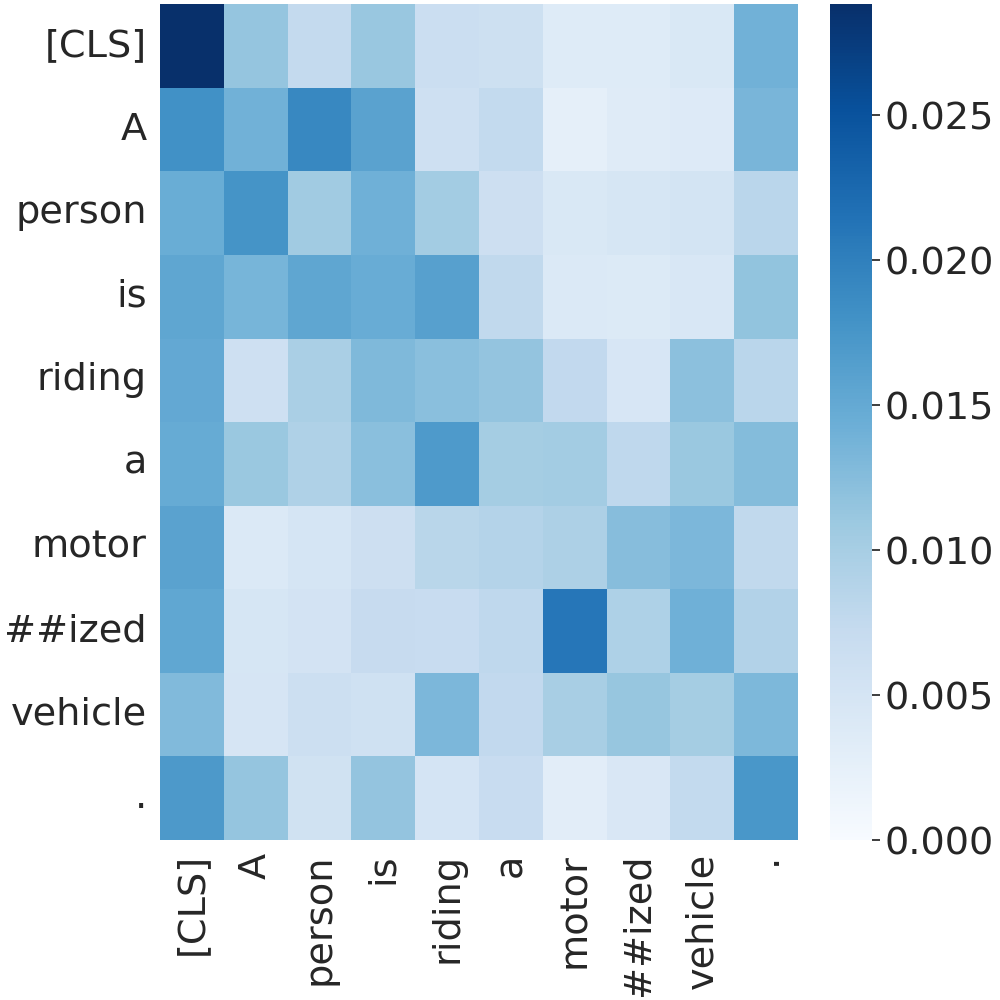 [CLS]
A
person
is
riding
a
motor
##ized
vehicle
.
[CLS] A person is riding a motor ##ized vehicle .
0.025
0.020
0.015
0.010
0.005
0.000